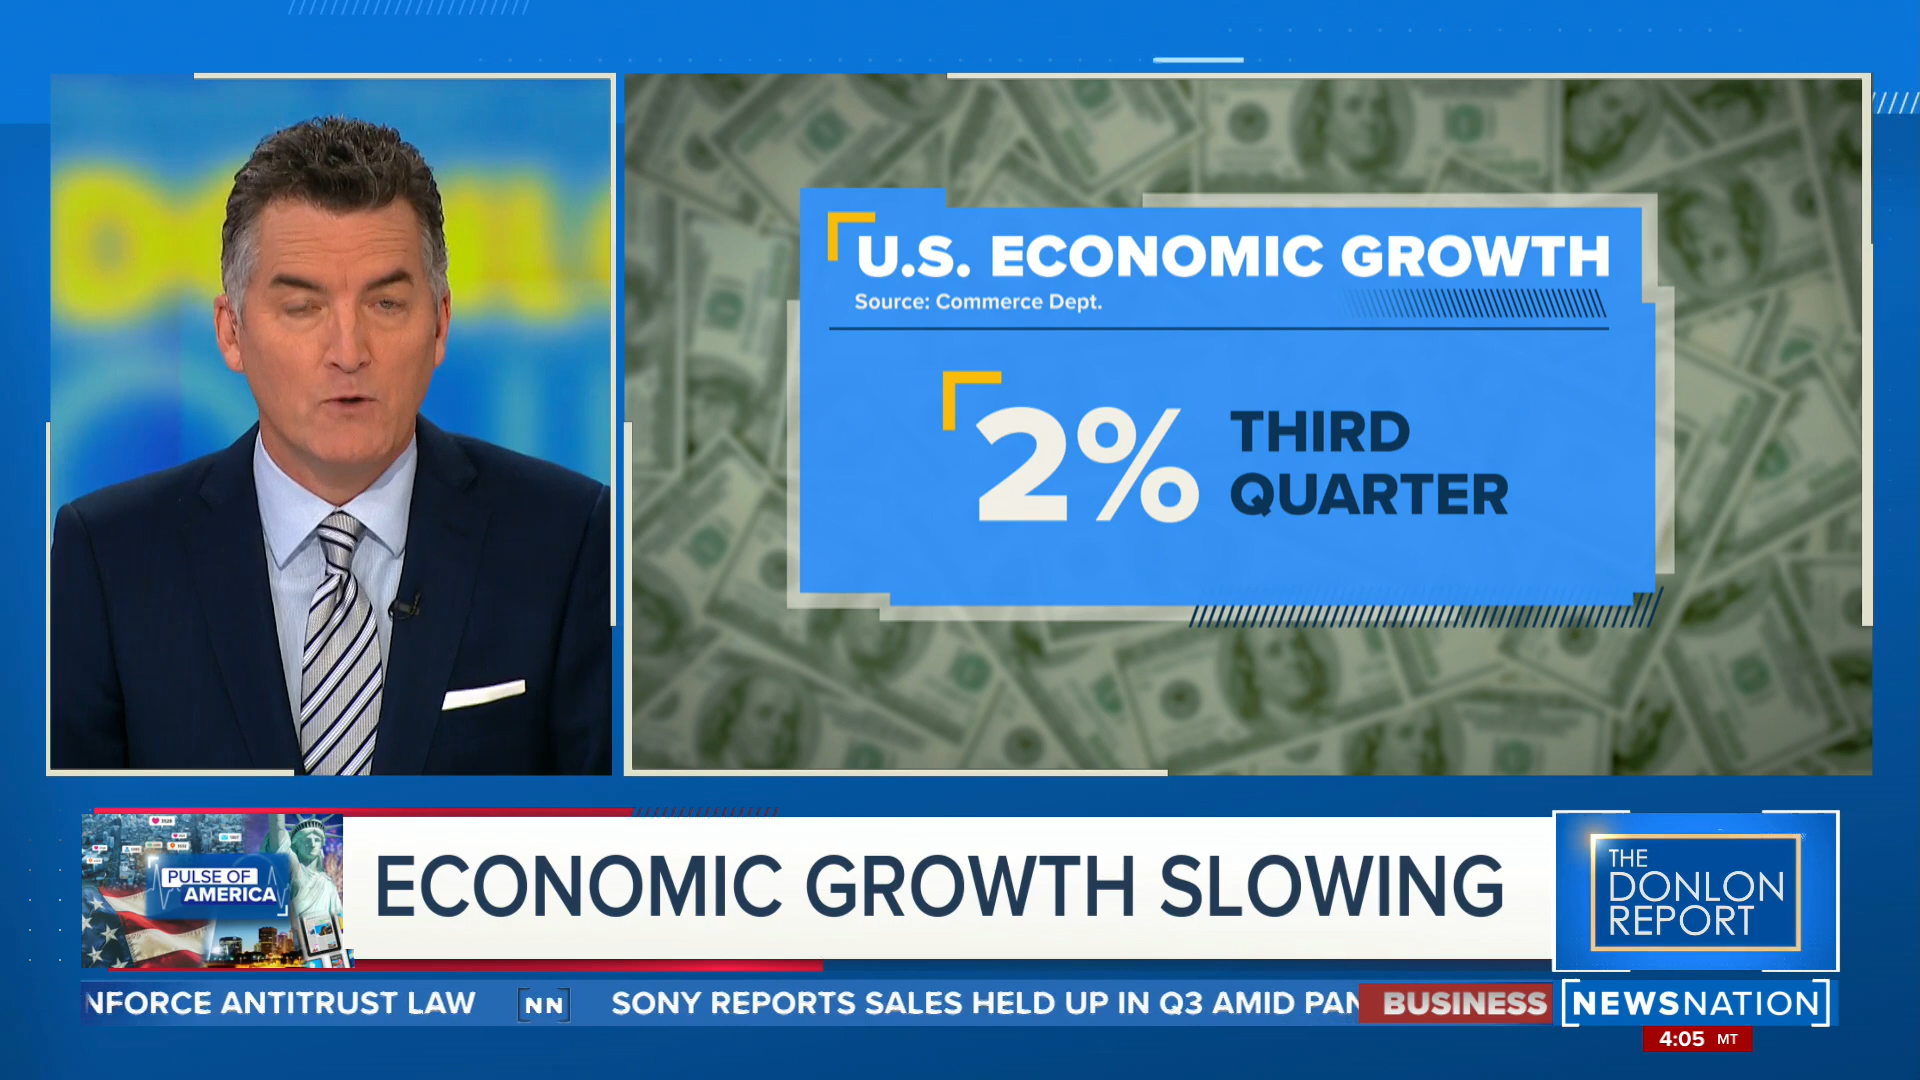 U.S. ECONOMIC GROWTH
Source: Commerce Dept.
2%
THIRD
QUARTER
PULSE OF
AMERICA
ECONOMIC GROWTH SLOWING
THE
DONLON
REPORT
NFORCE ANTITRUST LAW
NN
SONY REPORTS SALES HELD UP IN Q3 AMID PAN
BUSINESS
NEWSNATION
4:05 MT